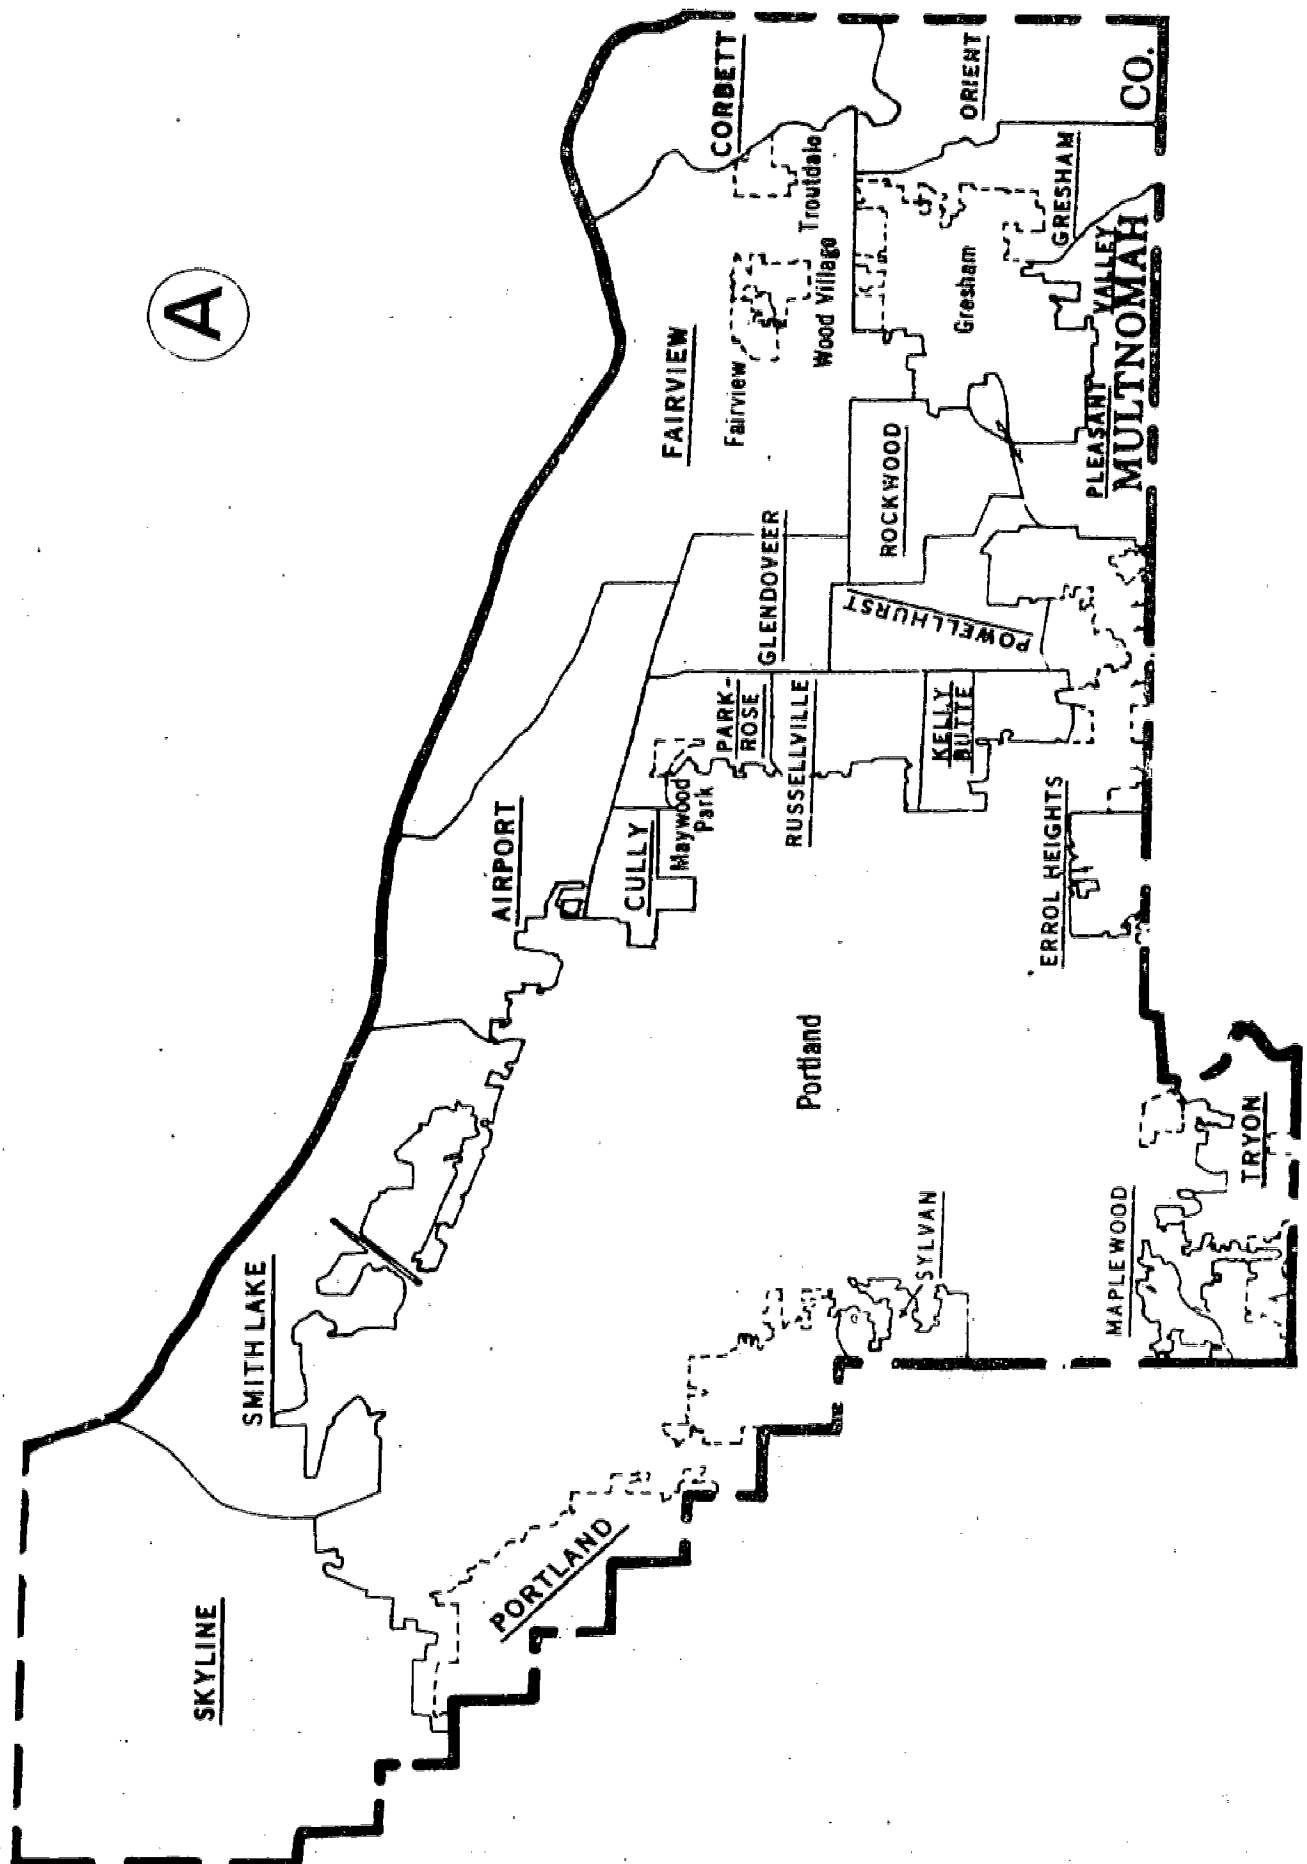 A
SKYLINE
SMITH LAKE
PORTLAND
AIRPORT
CULLY
Maywood
Park
PARK-
ROSE
FAIRVIEW
Fairview
CORBETT
GLENDOVEER
RUSSELLVILLE
Portland
Wood Village
Troutdale
POWELLHURST
ROCKWOOD
SYLVAN
KELLY
BUTTE
Gresham
ORIENT
ERROL HEIGHTS
GRESHAM
PLEASANT
VALLEY
MAPLEWOOD
TRYON
MULTNOMAH
CO.